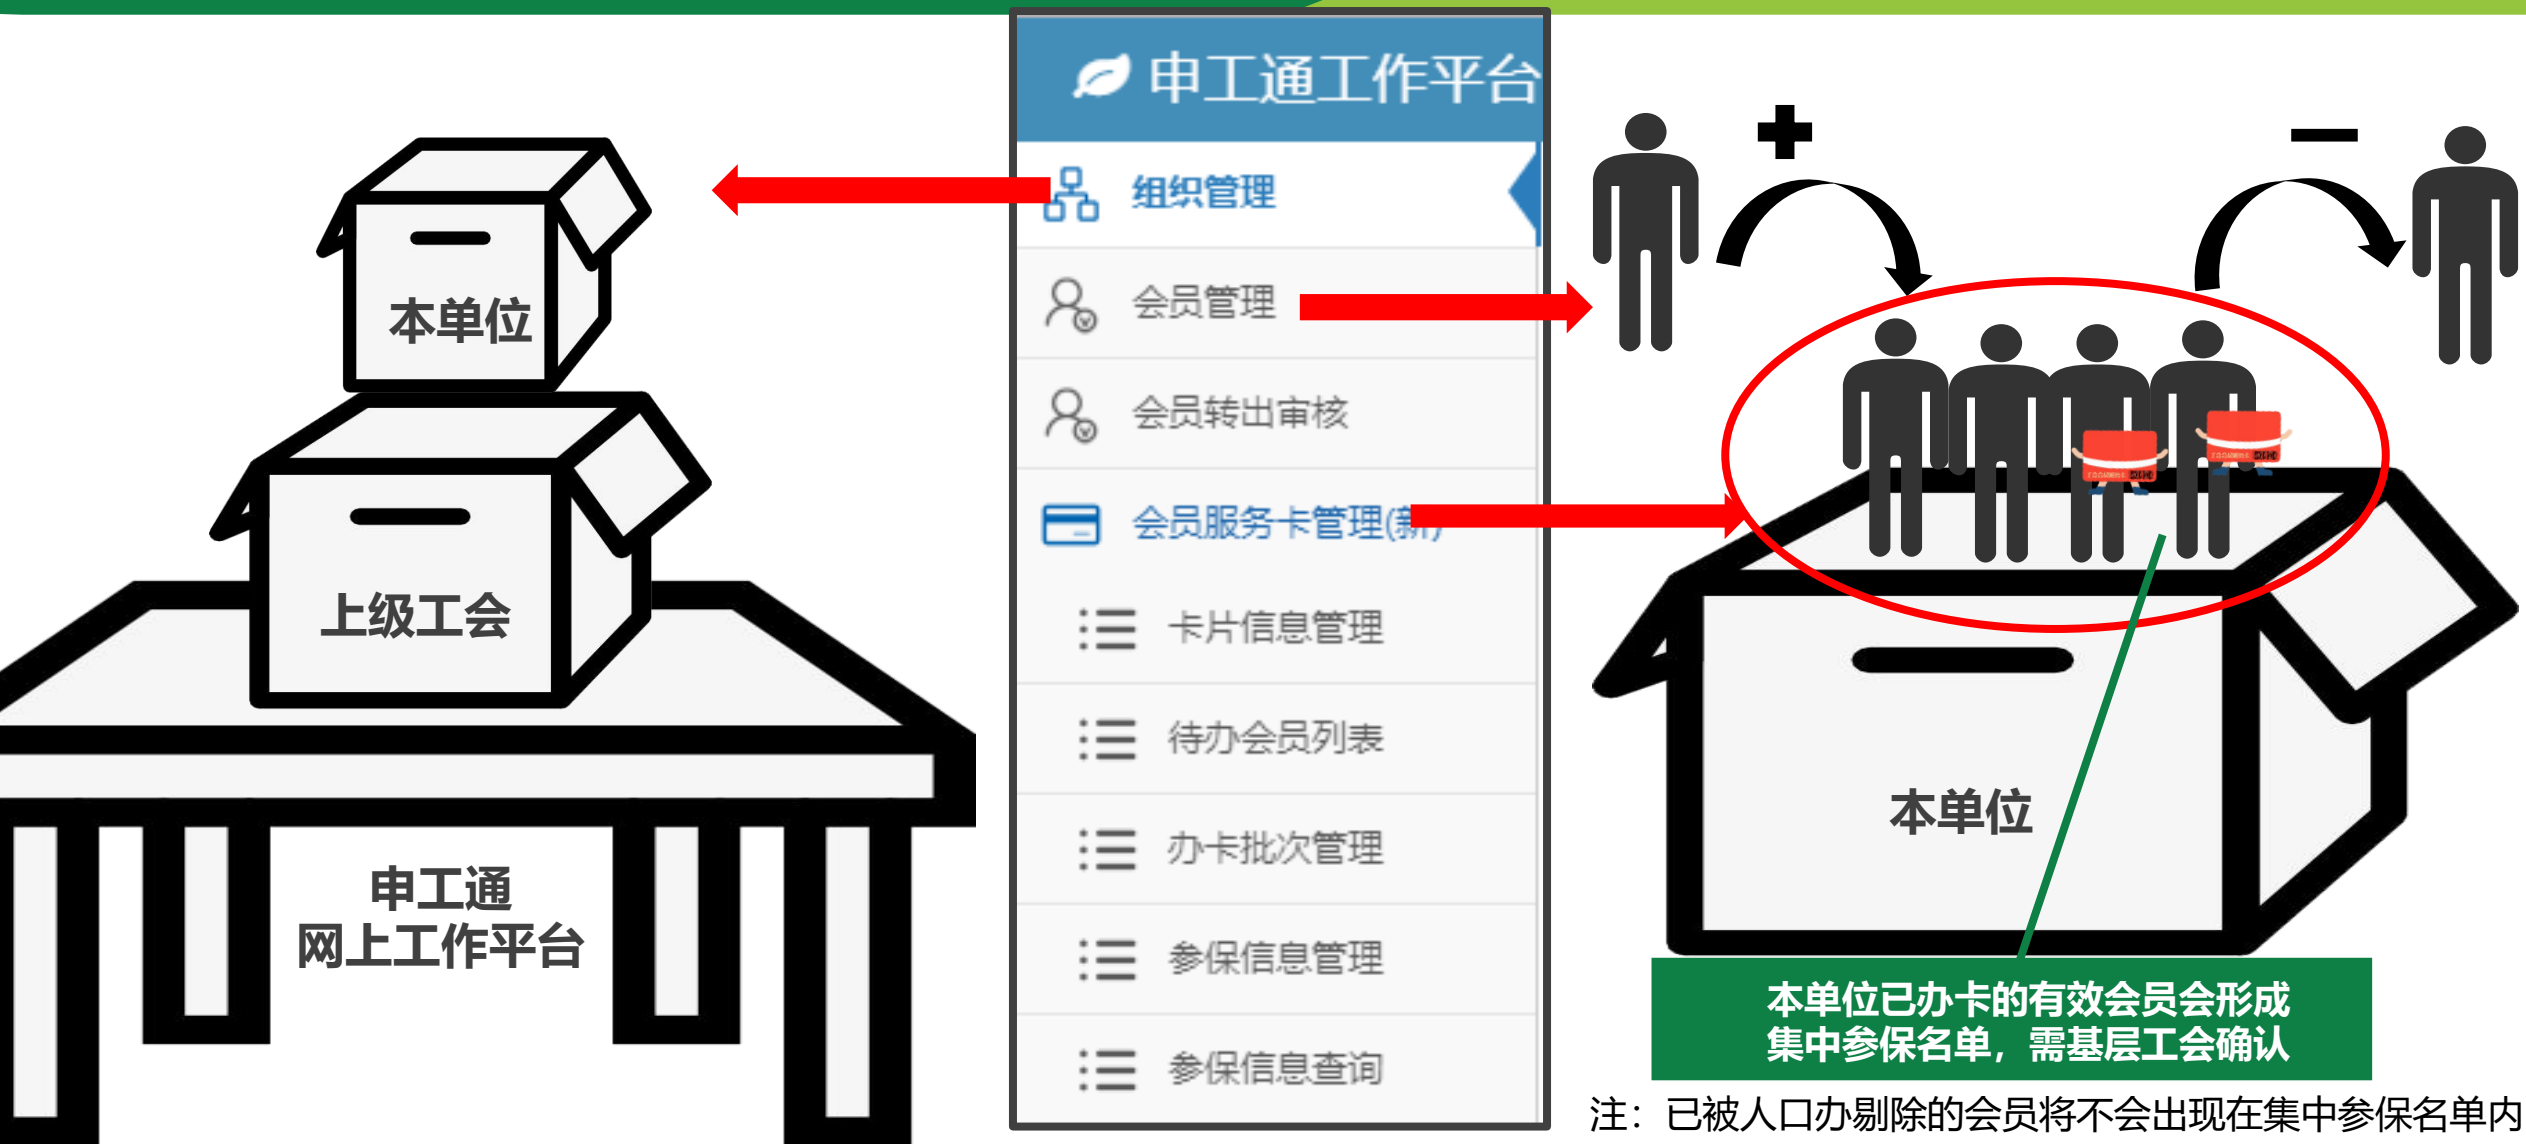 本单位
上级工会
申工通
网上工作平台
申工通工作平台
组织管理
会员管理
会员转出审核
会员服务卡管理(新)
卡片信息管理
待办会员列表
办卡批次管理
参保信息管理
参保信息查询
本单位
本单位已办卡的有效会员会形成
集中参保名单，需基层工会确认
注：已被人口办剔除的会员将不会出现在集中参保名单内